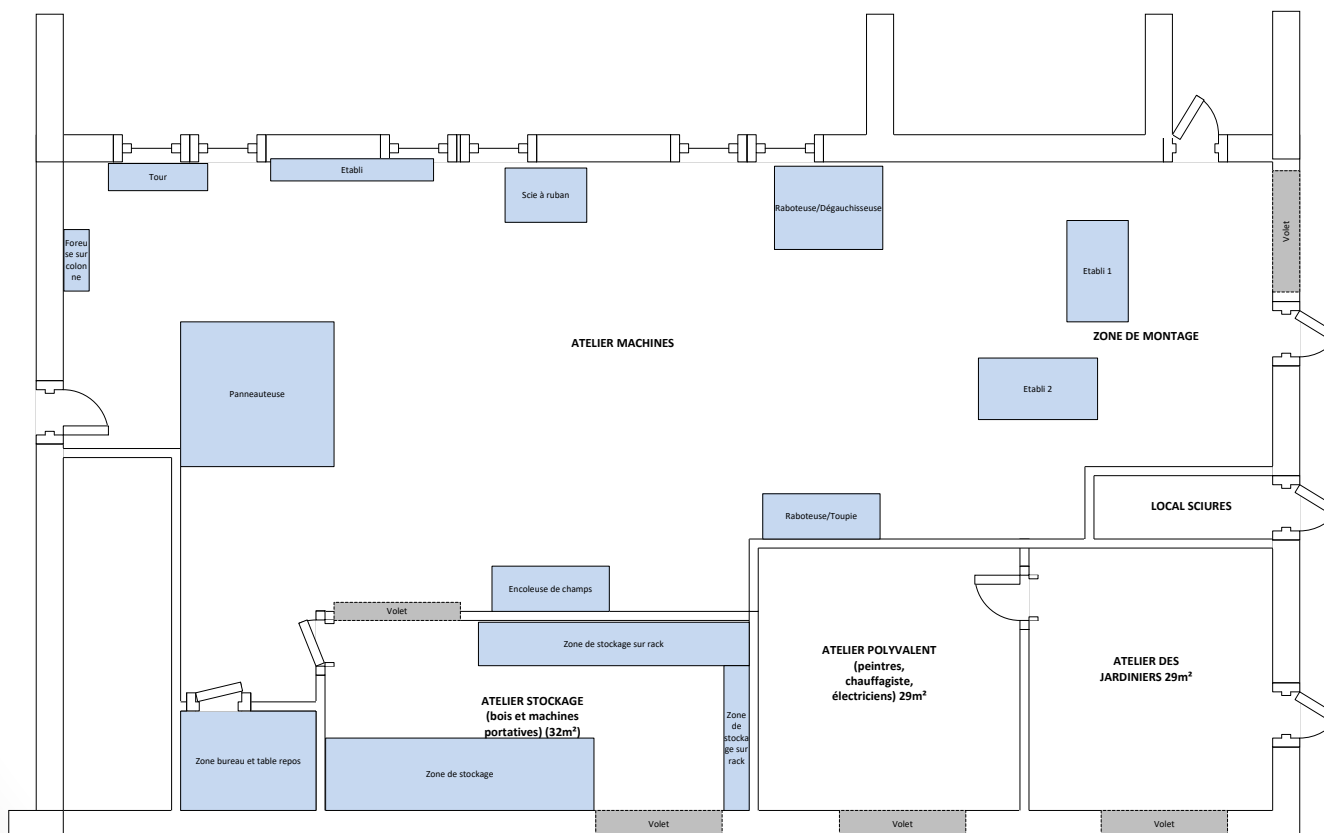 Tour
Etabli
Scie à ruban
Raboteuse/Dégauchisseuse
Volet
Foreu
se sur
colon
ne
Etabli 1
ATELIER MACHINES
ZONE DE MONTAGE
Panneauteuse
Etabli 2
LOCAL SCIURES
Raboteuse/Toupie
Encoleuse de champs
Volet
Zone de stockage sur rack
ATELIER POLYVALENT
(peintres,
chauffagiste,
électriciens) 29m²
ATELIER DES
JARDINIERS 29m²
ATELIER STOCKAGE
(bois et machines
portatives) (32m²)
Zone
de
stocka
ge sur
rack
Zone bureau et table repos
Zone de stockage
Volet
Volet
Volet